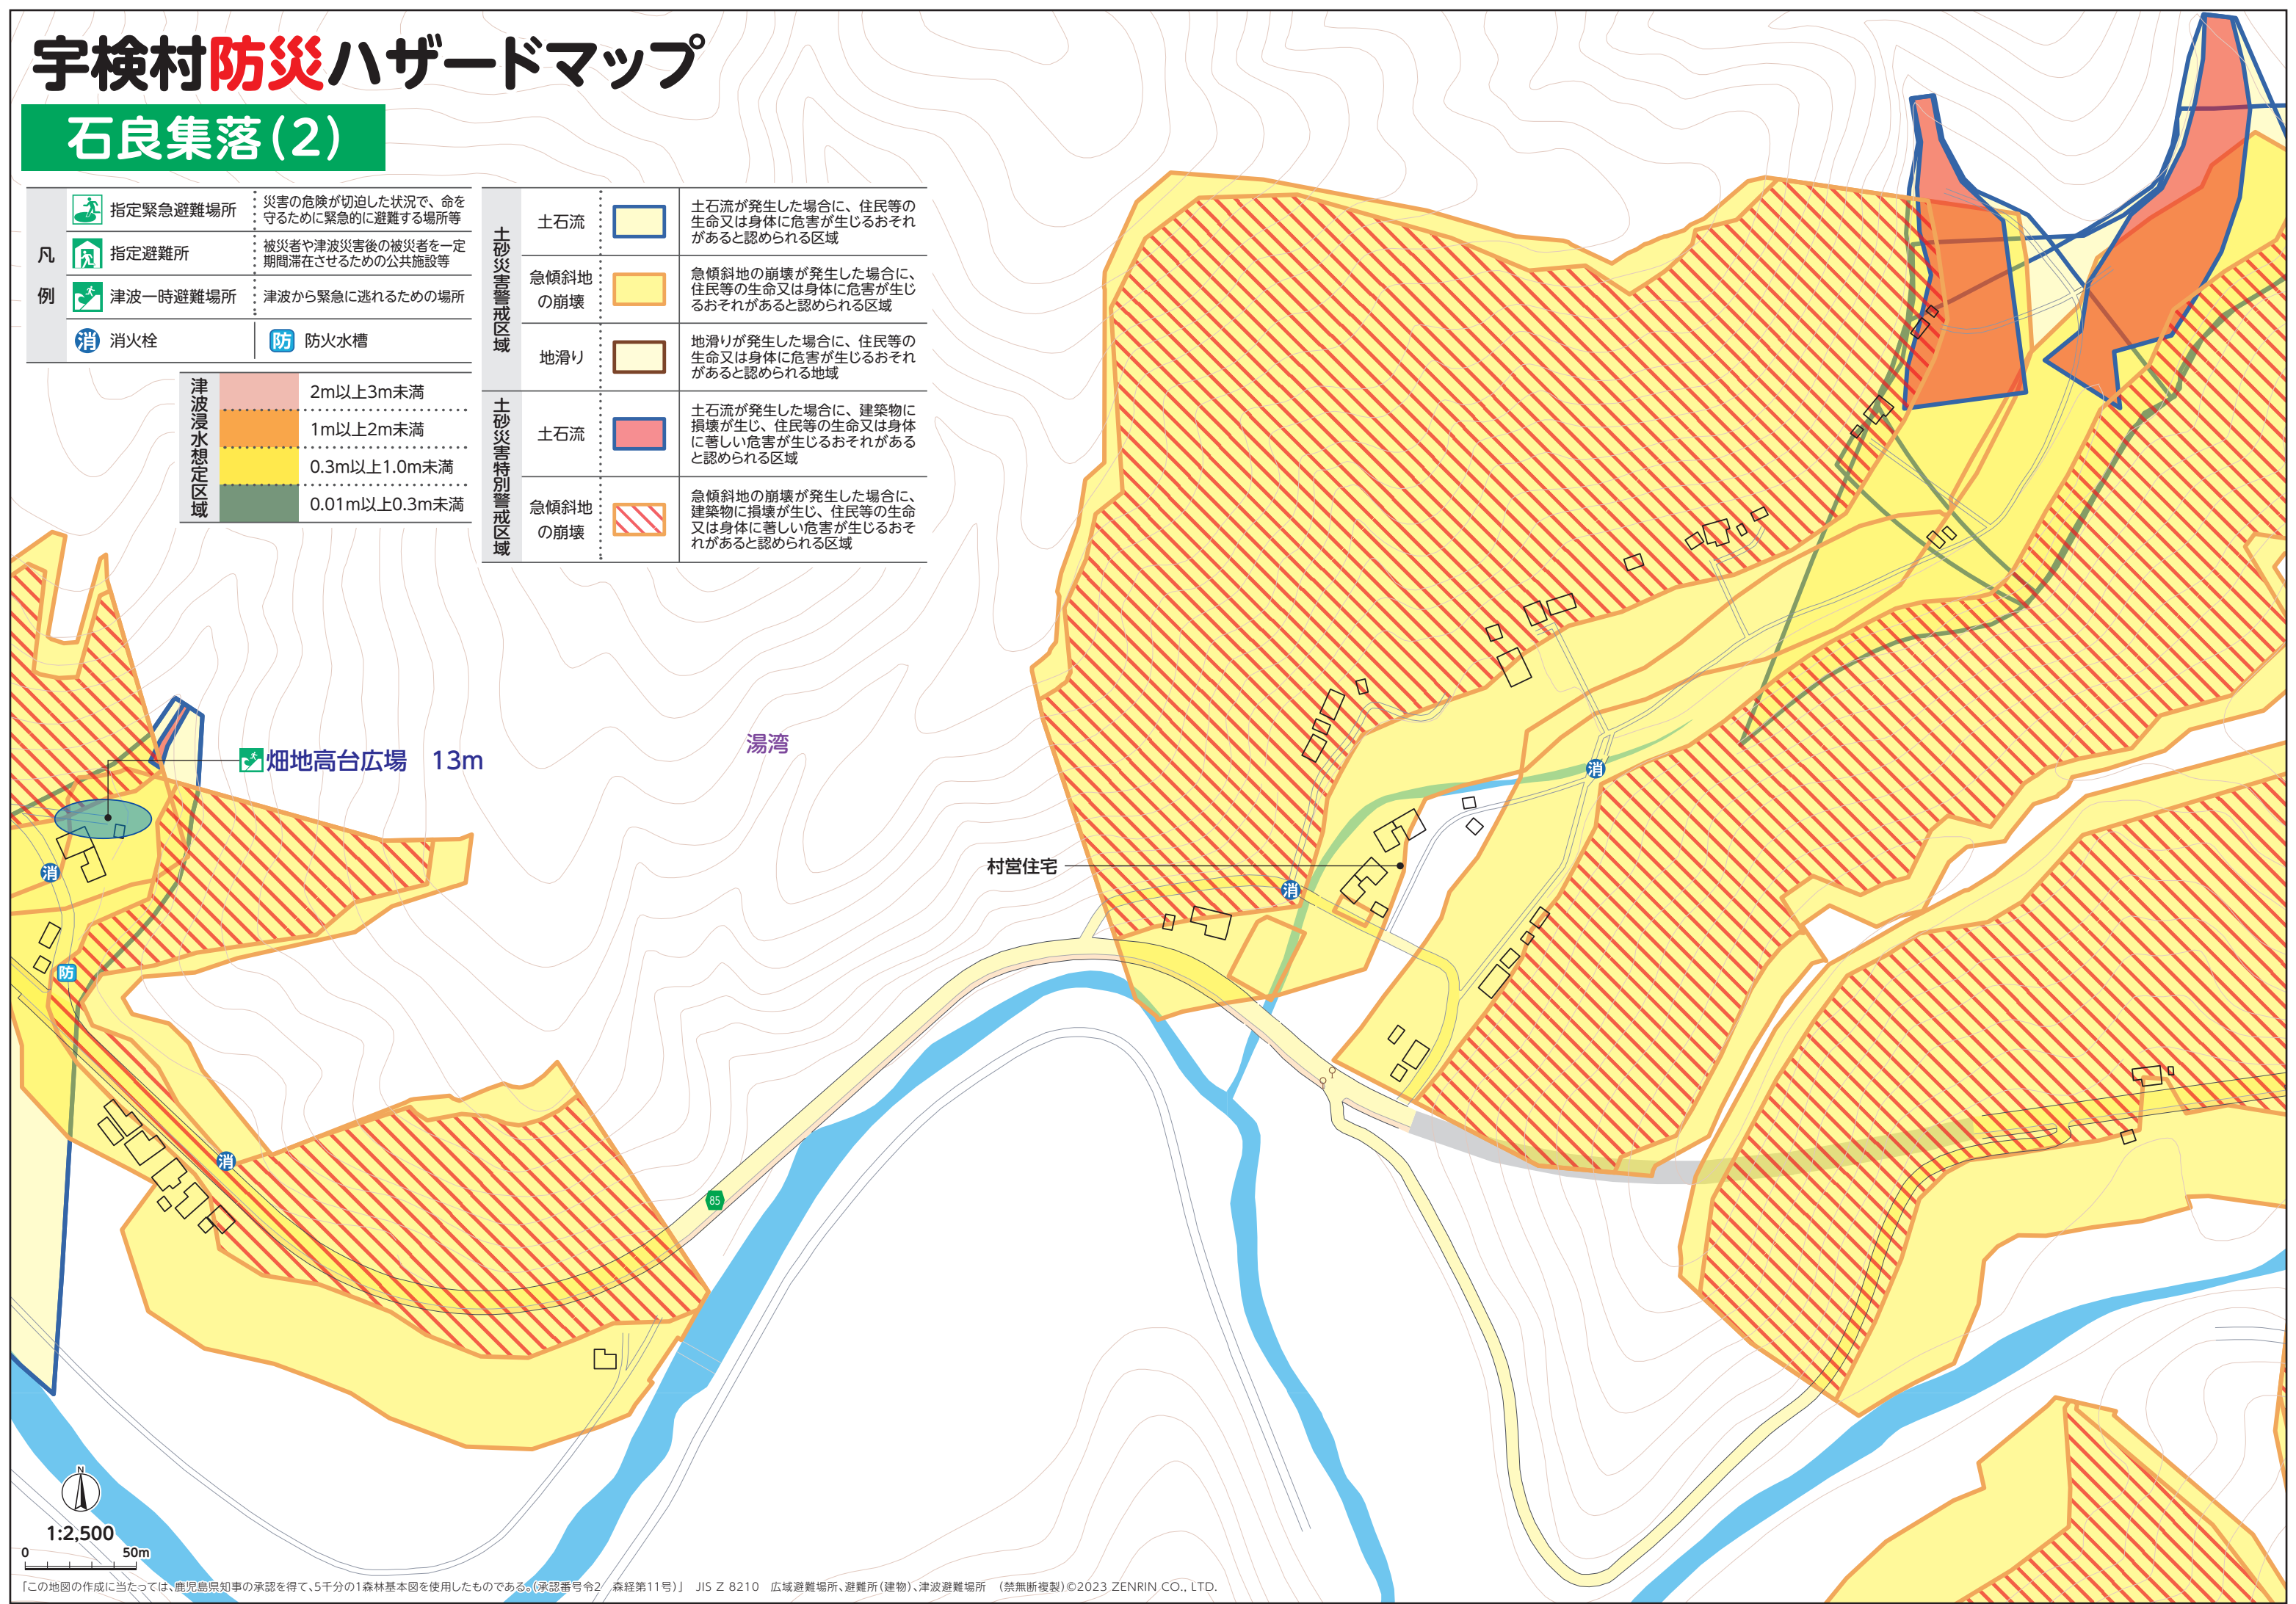 宇検村防災ハザードマップ
石良集落(2)
凡例
指定緊急避難場所
災害の危険が切迫した状況で、命を
守るために緊急的に避難する場所等
指定避難所
被災者や津波災害後の被災者を一定
期間滞在させるための公共施設等
津波一時避難場所
津波から緊急に逃れるための場所
消 消火栓
防 防火水槽
津波浸水想定区域
2m以上3m未満
1m以上2m未満
0.3m以上1.0m未満
0.01m以上0.3m未満
土砂災害警戒区域
土石流
土石流が発生した場合に、住民等の
生命又は身体に危害が生じるおそれ
があると認められる区域
急傾斜地
の崩壊
急傾斜地の崩壊が発生した場合に、
住民等の生命又は身体に危害が生じ
るおそれがあると認められる区域
地滑り
地滑りが発生した場合に、住民等の
生命又は身体に危害が生じるおそれ
があると認められる地域
土砂災害特別警戒区域
土石流
土石流が発生した場合に、建築物に
損壊が生じ、住民等の生命又は身体
に著しい危害が生じるおそれがある
と認められる区域
急傾斜地
の崩壊
急傾斜地の崩壊が発生した場合に、
建築物に損壊が生じ、住民等の生命
又は身体に著しい危害が生じるおそ
れがあると認められる区域
湯湾
畑地高台広場　13m
消
村営住宅
消
消
防
消
85
N
1:2,500
0 50m
「この地図の作成に当たっては、鹿児島県知事の承認を得て、5千分の1森林基本図を使用したものである。(承認番号令2　森経第11号)」　JIS Z 8210　広域避難場所、避難所(建物)、津波避難場所　(禁無断複製)©2023 ZENRIN CO., LTD.